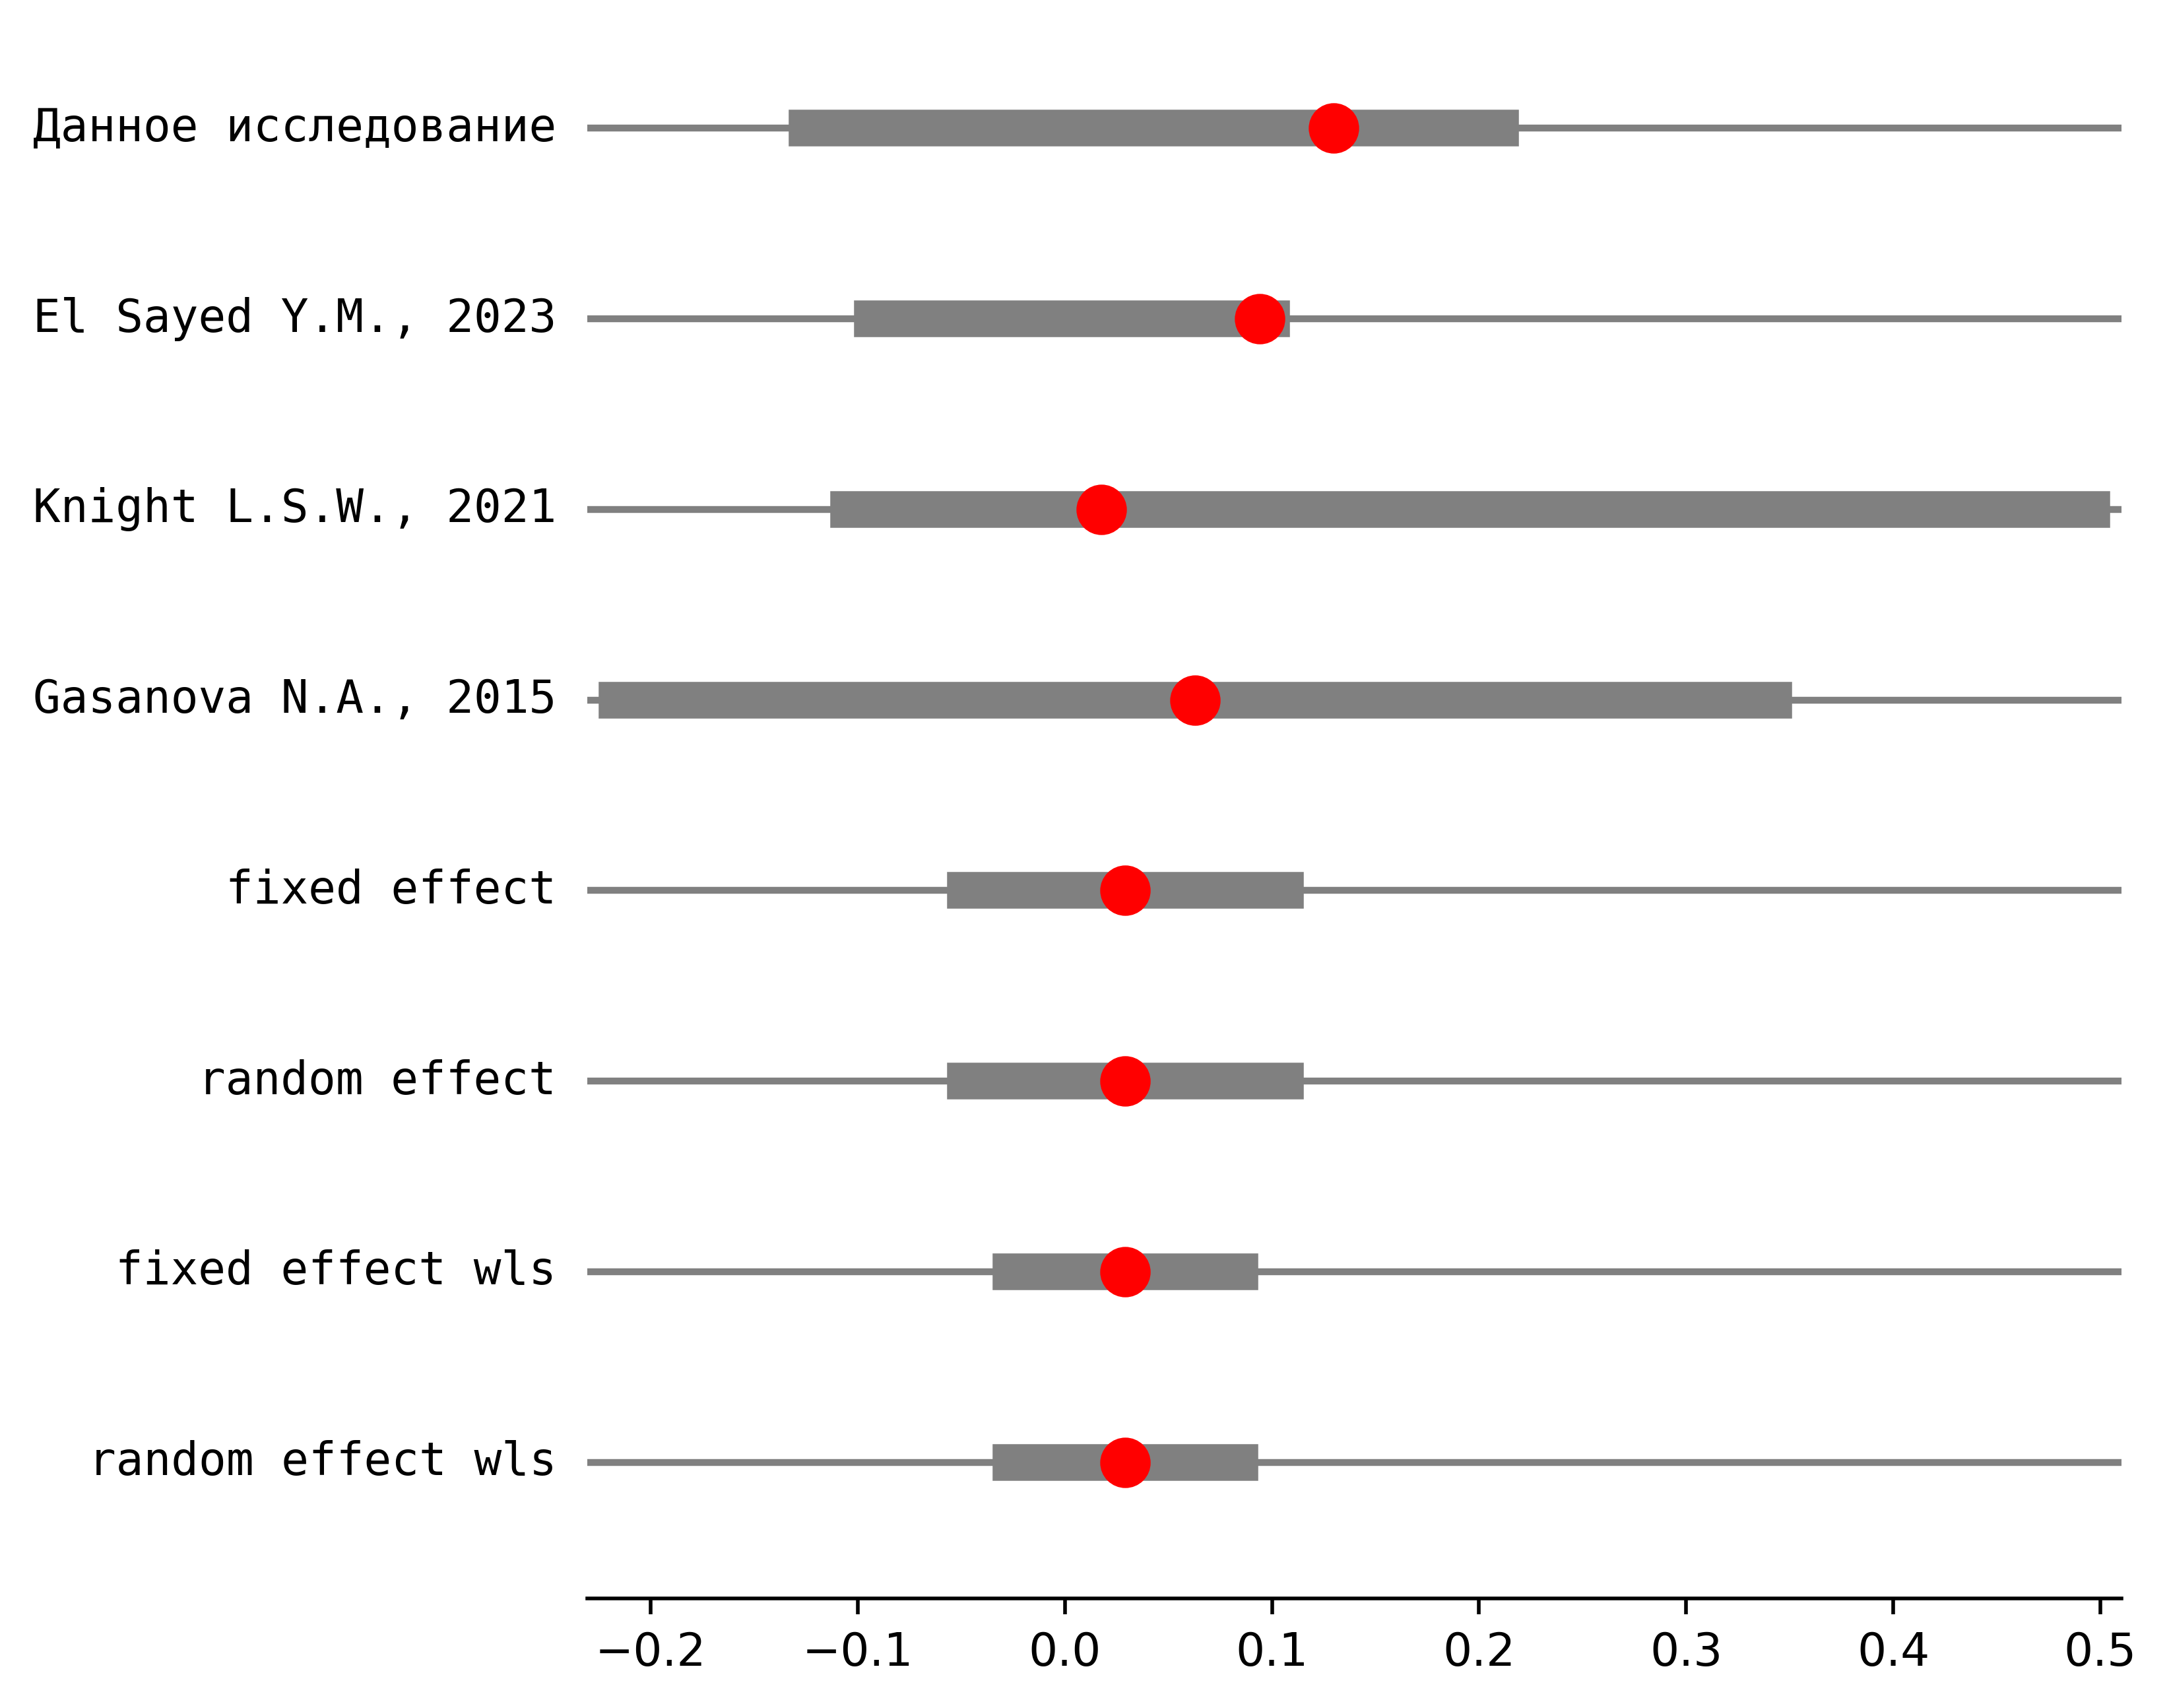 Данное исследование
El Sayed Y.M., 2023
Knight L.S.W., 2021
Gasanova N.A., 2015
fixed effect
random effect
fixed effect wls
random effect wls
−0.2 −0.1 0.0 0.1 0.2 0.3 0.4 0.5